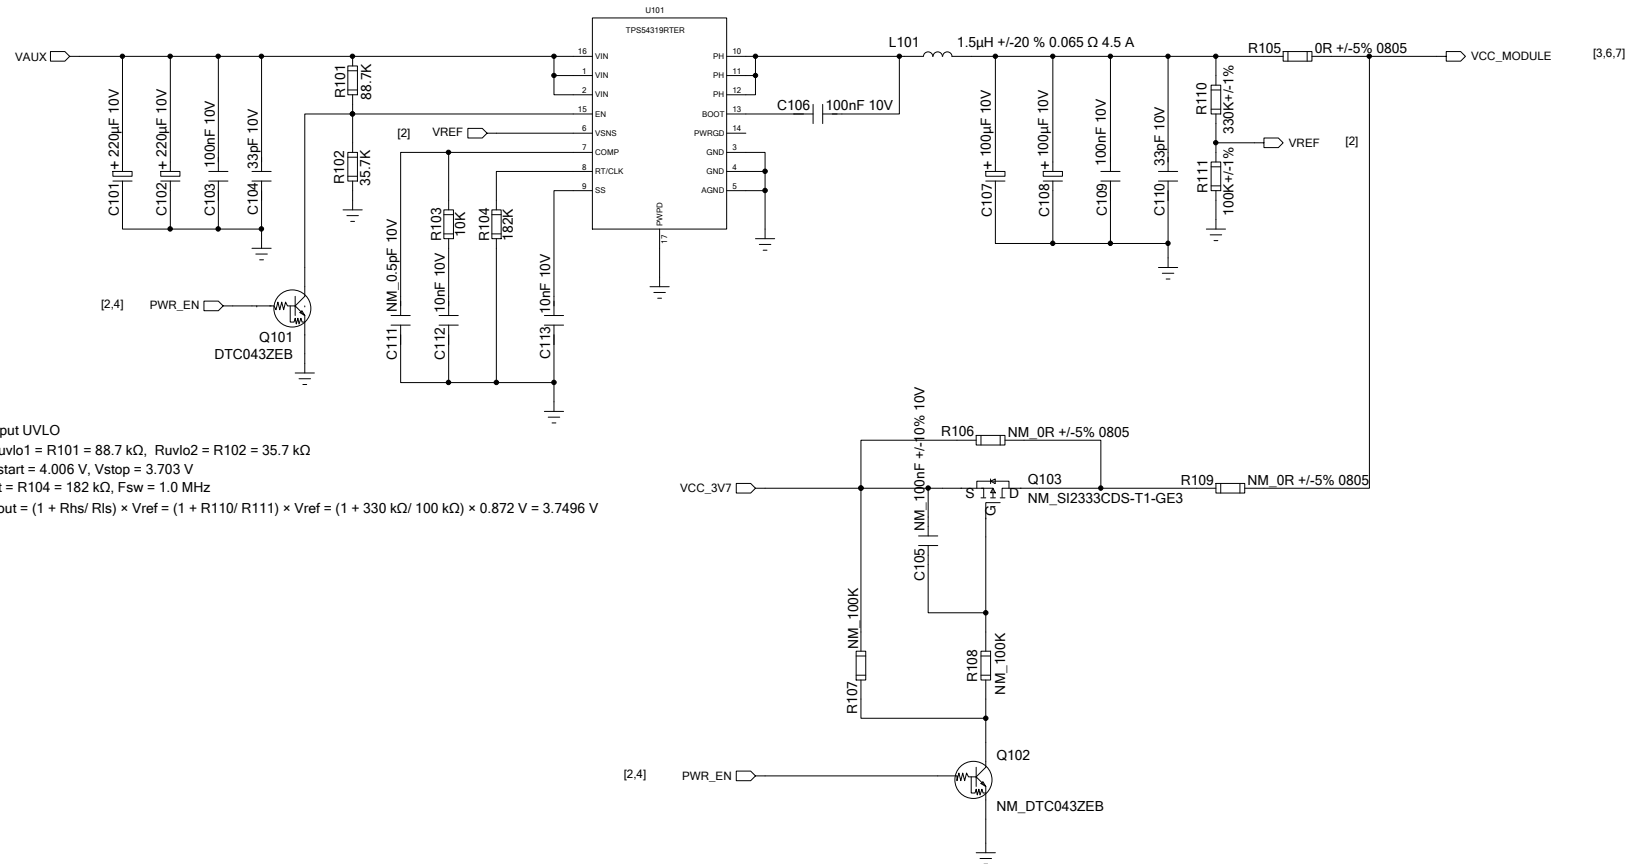 U101
TPS54319RTER
VAUX
16 VIN
1 VIN
2 VIN
15 EN
6 VSNS
7 COMP
8 RT/CLK
9 SS
PWPD
17
PH 10
PH 11
PH 12
BOOT 13
PWRGD 14
GND 3
GND 4
AGND 5
C101 + 220µF 10V
C102 + 220µF 10V
C103 100nF 10V
C104 33pF 10V
R101 88.7K
R102 35.7K
[2] VREF
C111 NM_0.5pF 10V
R103 10K
C112 10nF 10V
R104 182K
C113 10nF 10V
C106 100nF 10V
L101 1.5µH +/-20 % 0.065 Ω 4.5 A
C107 + 100µF 10V
C108 + 100µF 10V
C109 100nF 10V
C110 33pF 10V
R110 330K+/-1%
R111 100K+/-1%
VREF [2]
R105 0R +/-5% 0805
VCC_MODULE [3,6,7]
[2,4] PWR_EN
Q101
DTC043ZEB
put UVLO
uvlo1 = R101 = 88.7 kΩ, Ruvlo2 = R102 = 35.7 kΩ
start = 4.006 V, Vstop = 3.703 V
t = R104 = 182 kΩ, Fsw = 1.0 MHz
out = (1 + Rhs/ Rls) × Vref = (1 + R110/ R111) × Vref = (1 + 330 kΩ/ 100 kΩ) × 0.872 V = 3.7496 V
R106 NM_0R +/-5% 0805
VCC_3V7
C105 NM_100nF +/-10% 10V
S D
G
Q103
NM_SI2333CDS-T1-GE3
R109 NM_0R +/-5% 0805
R107 NM_100K
R108 NM_100K
[2,4] PWR_EN
Q102
NM_DTC043ZEB